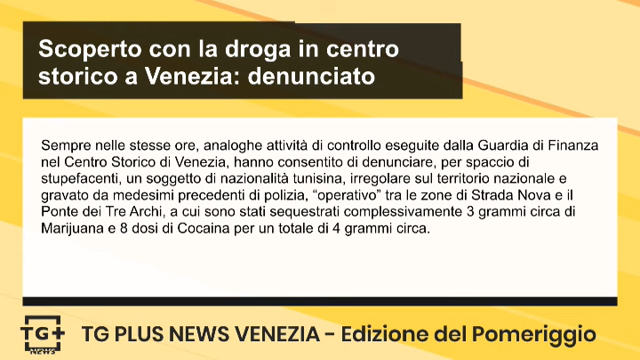 Scoperto con la droga in centro
storico a Venezia: denunciato
Sempre nelle stesse ore, analoghe attività di controllo eseguite dalla Guardia di Finanza
nel Centro Storico di Venezia, hanno consentito di denunciare, per spaccio di
stupefacenti, un soggetto di nazionalità tunisina, irregolare sul territorio nazionale e
gravato da medesimi precedenti di polizia, “operativo” tra le zone di Strada Nova e il
Ponte dei Tre Archi, a cui sono stati sequestrati complessivamente 3 grammi circa di
Marijuana e 8 dosi di Cocaina per un totale di 4 grammi circa.
TG+
NEWS
TG PLUS NEWS VENEZIA - Edizione del Pomeriggio